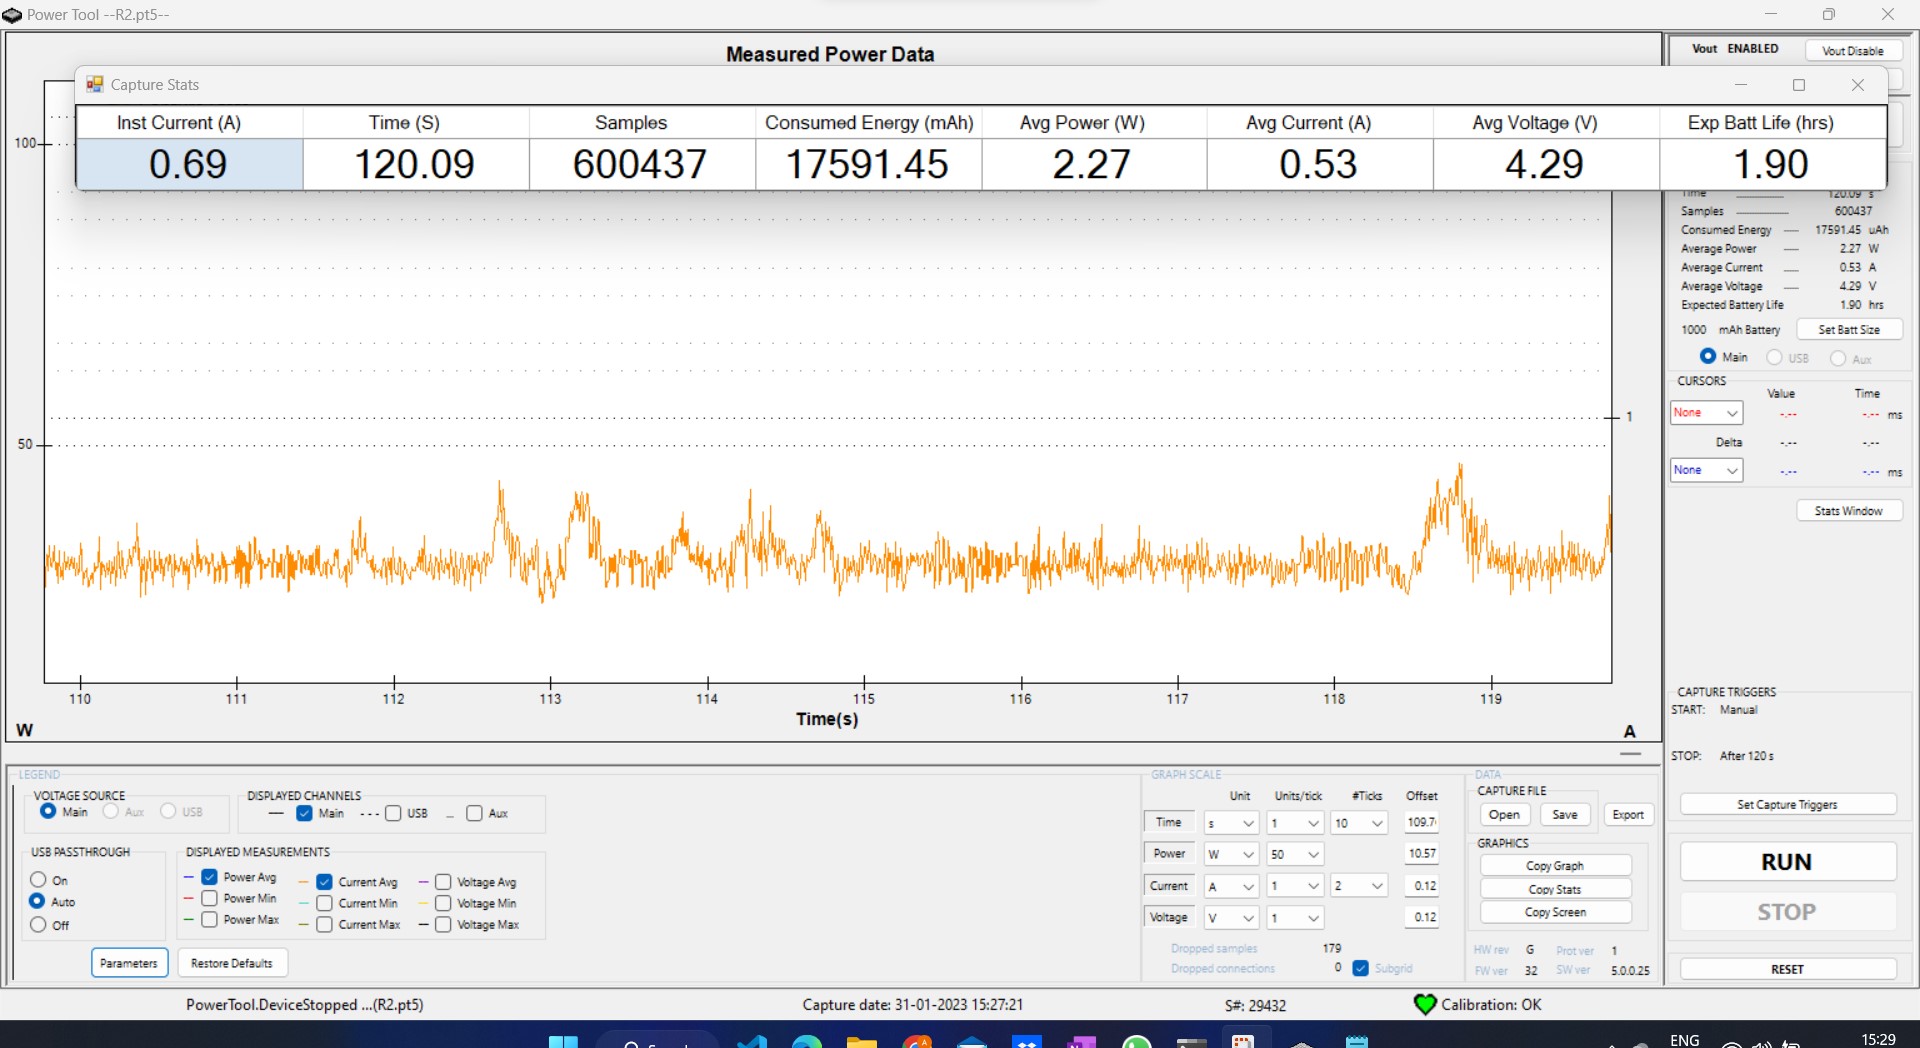 Power Tool --R2.pt5--
Measured Power Data
Vout ENABLED
Vout Disable
Capture Stats
Inst Current (A) Time (S) Samples Consumed Energy (mAh) Avg Power (W) Avg Current (A) Avg Voltage (V) Exp Batt Life (hrs)
0.69 120.09 600437 17591.45 2.27 0.53 4.29 1.90
Time 120.09 s
Samples 600437
Consumed Energy 17591.45 uAh
Average Power 2.27 W
Average Current 0.53 A
Average Voltage 4.29 V
Expected Battery Life 1.90 hrs
1000 mAh Battery Set Batt Size
Main USB Aux
CURSORS
Value Time
None -.-- -.-- ms
Delta -.-- -.--
None -.-- -.-- ms
Stats Window
100
50
1
110 111 112 113 114 115 116 117 118 119
Time(s)
W
A
CAPTURE TRIGGERS
START: Manual
STOP: After 120 s
Set Capture Triggers
RUN
STOP
RESET
LEGEND
VOLTAGE SOURCE
Main Aux USB
DISPLAYED CHANNELS
Main USB Aux
USB PASSTHROUGH
On
Auto
Off
DISPLAYED MEASUREMENTS
Power Avg Current Avg Voltage Avg
Power Min Current Min Voltage Min
Power Max Current Max Voltage Max
Parameters Restore Defaults
GRAPH SCALE
Unit Units/tick #Ticks Offset
Time s 1 10 109.7
Power W 50 10.57
Current A 1 2 0.12
Voltage V 1 0.12
Dropped samples 179
Dropped connections 0 Subgrid
DATA
CAPTURE FILE
Open Save Export
GRAPHICS
Copy Graph
Copy Stats
Copy Screen
HW rev G Prot ver 1
FW ver 32 SW ver 5.0.0.25
PowerTool.DeviceStopped ...(R2.pt5)
Capture date: 31-01-2023 15:27:21
S#: 29432
Calibration: OK
ENG
15:29